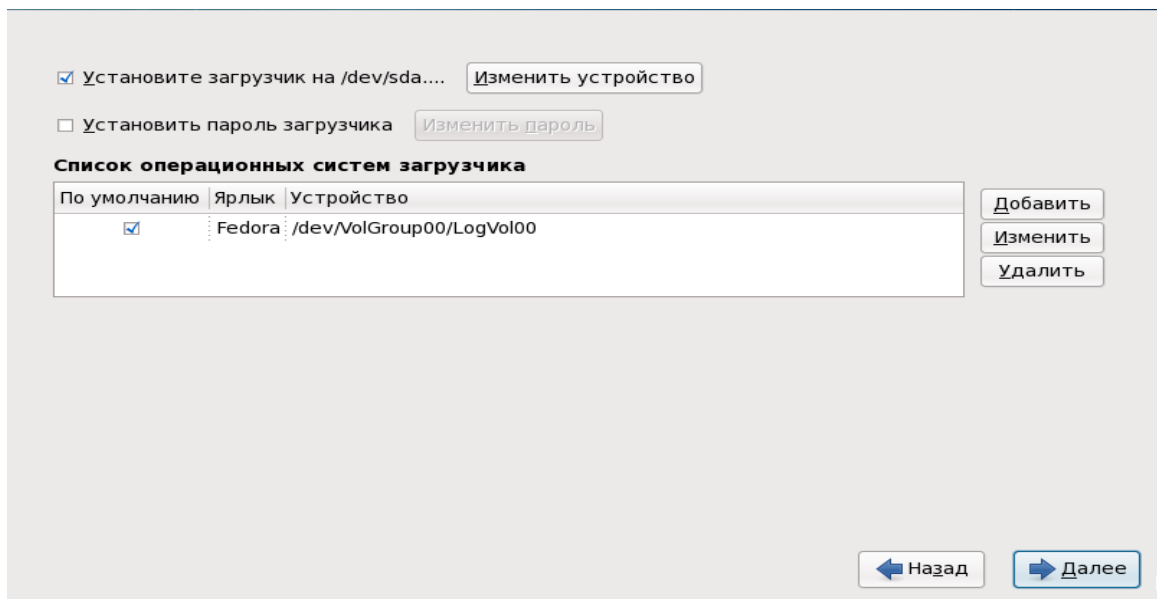 Установите загрузчик на /dev/sda.... Изменить устройство
Установить пароль загрузчика Изменить пароль
Список операционных систем загрузчика
По умолчанию Ярлык Устройство
Fedora /dev/VolGroup00/LogVol00
Добавить
Изменить
Удалить
Назад Далее